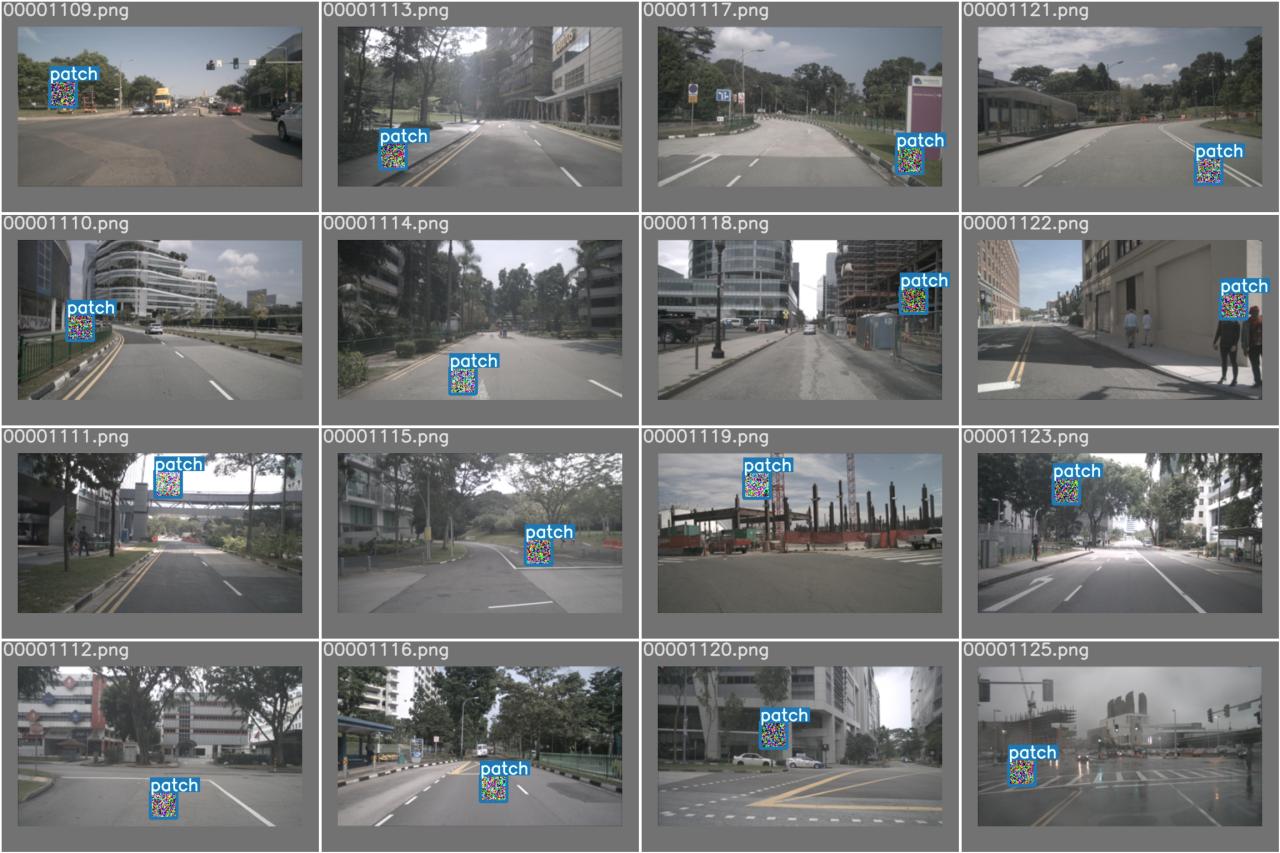 00001109.png
patch
00001113.png
patch
00001117.png
patch
00001121.png
patch
00001110.png
patch
00001114.png
patch
00001118.png
patch
00001122.png
patch
00001111.png
patch
00001115.png
patch
00001119.png
patch
00001123.png
patch
00001112.png
patch
00001116.png
patch
00001120.png
patch
00001125.png
patch